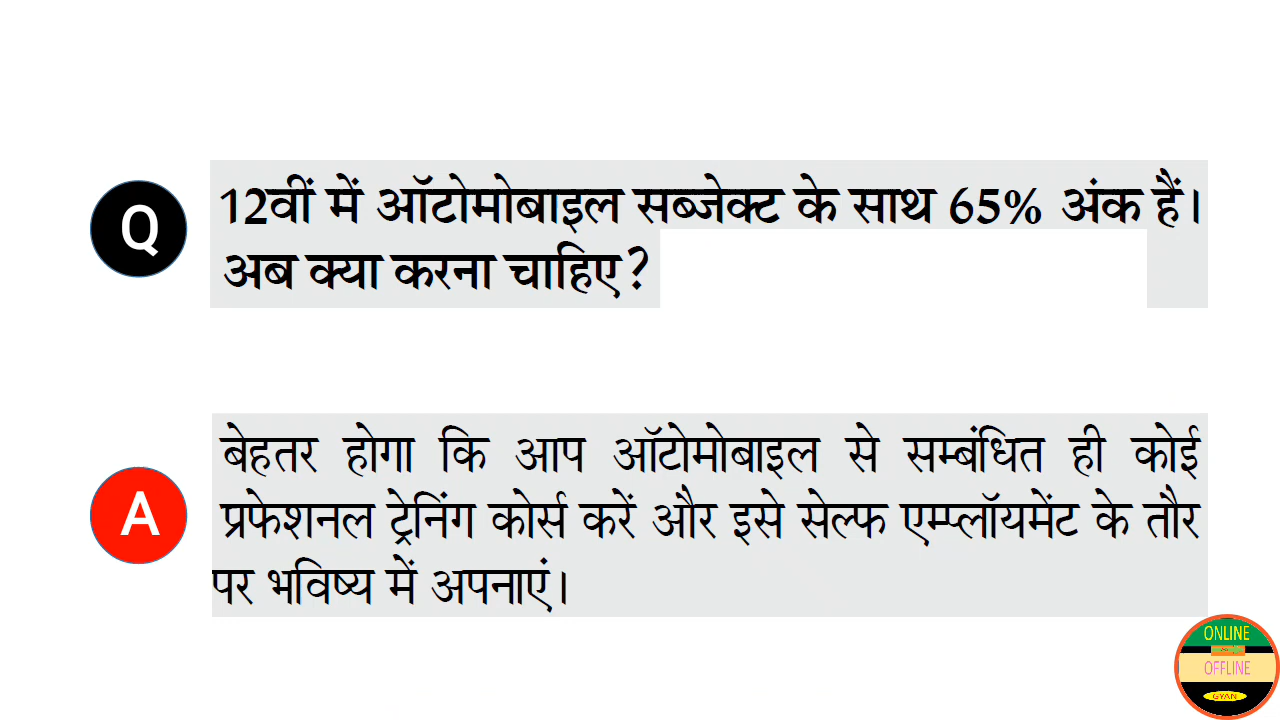 Q
12वीं में ऑटोमोबाइल सब्जेक्ट के साथ 65% अंक हैं।
अब क्या करना चाहिए?
A
बेहतर होगा कि आप ऑटोमोबाइल से सम्बंधित ही कोई
प्रफेशनल ट्रेनिंग कोर्स करें और इसे सेल्फ एम्प्लॉयमेंट के तौर
पर भविष्य में अपनाएं।
ONLINE
OFFLINE
GYAN